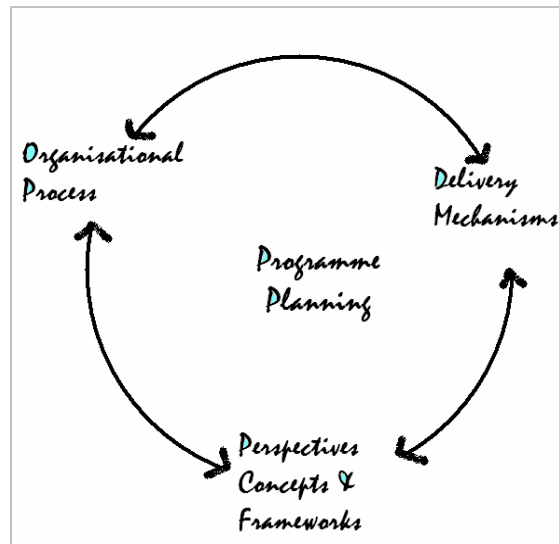 Organisational
Process
Delivery
Mechanisms
Programme
Planning
Perspectives
Concepts &
Frameworks